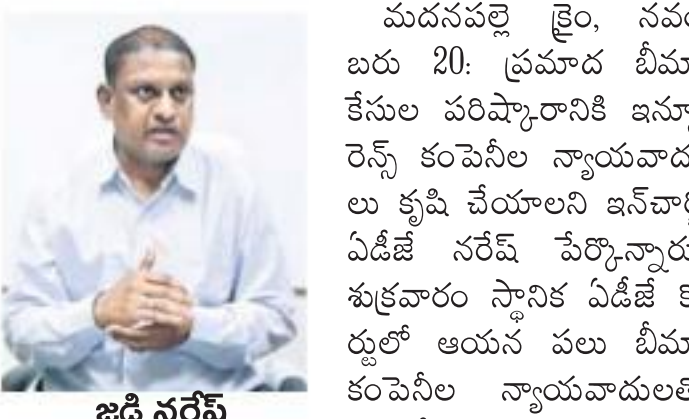 మదనపల్లె క్రైం, నవం
బరు 20: ప్రమాద బీమా
కేసుల పరిష్కారానికి ఇన్సూ
రెన్స్ కంపెనీల న్యాయవాదు
లు కృషి చేయాలని ఇన్‌చార్జ్
ఏడీజే నరేష్ పేర్కొన్నారు.
శుక్రవారం స్థానిక ఏడీజే కో
ర్టులో ఆయన పలు బీమా
కంపెనీల న్యాయవాదులతో
జడ్జి నరేష్